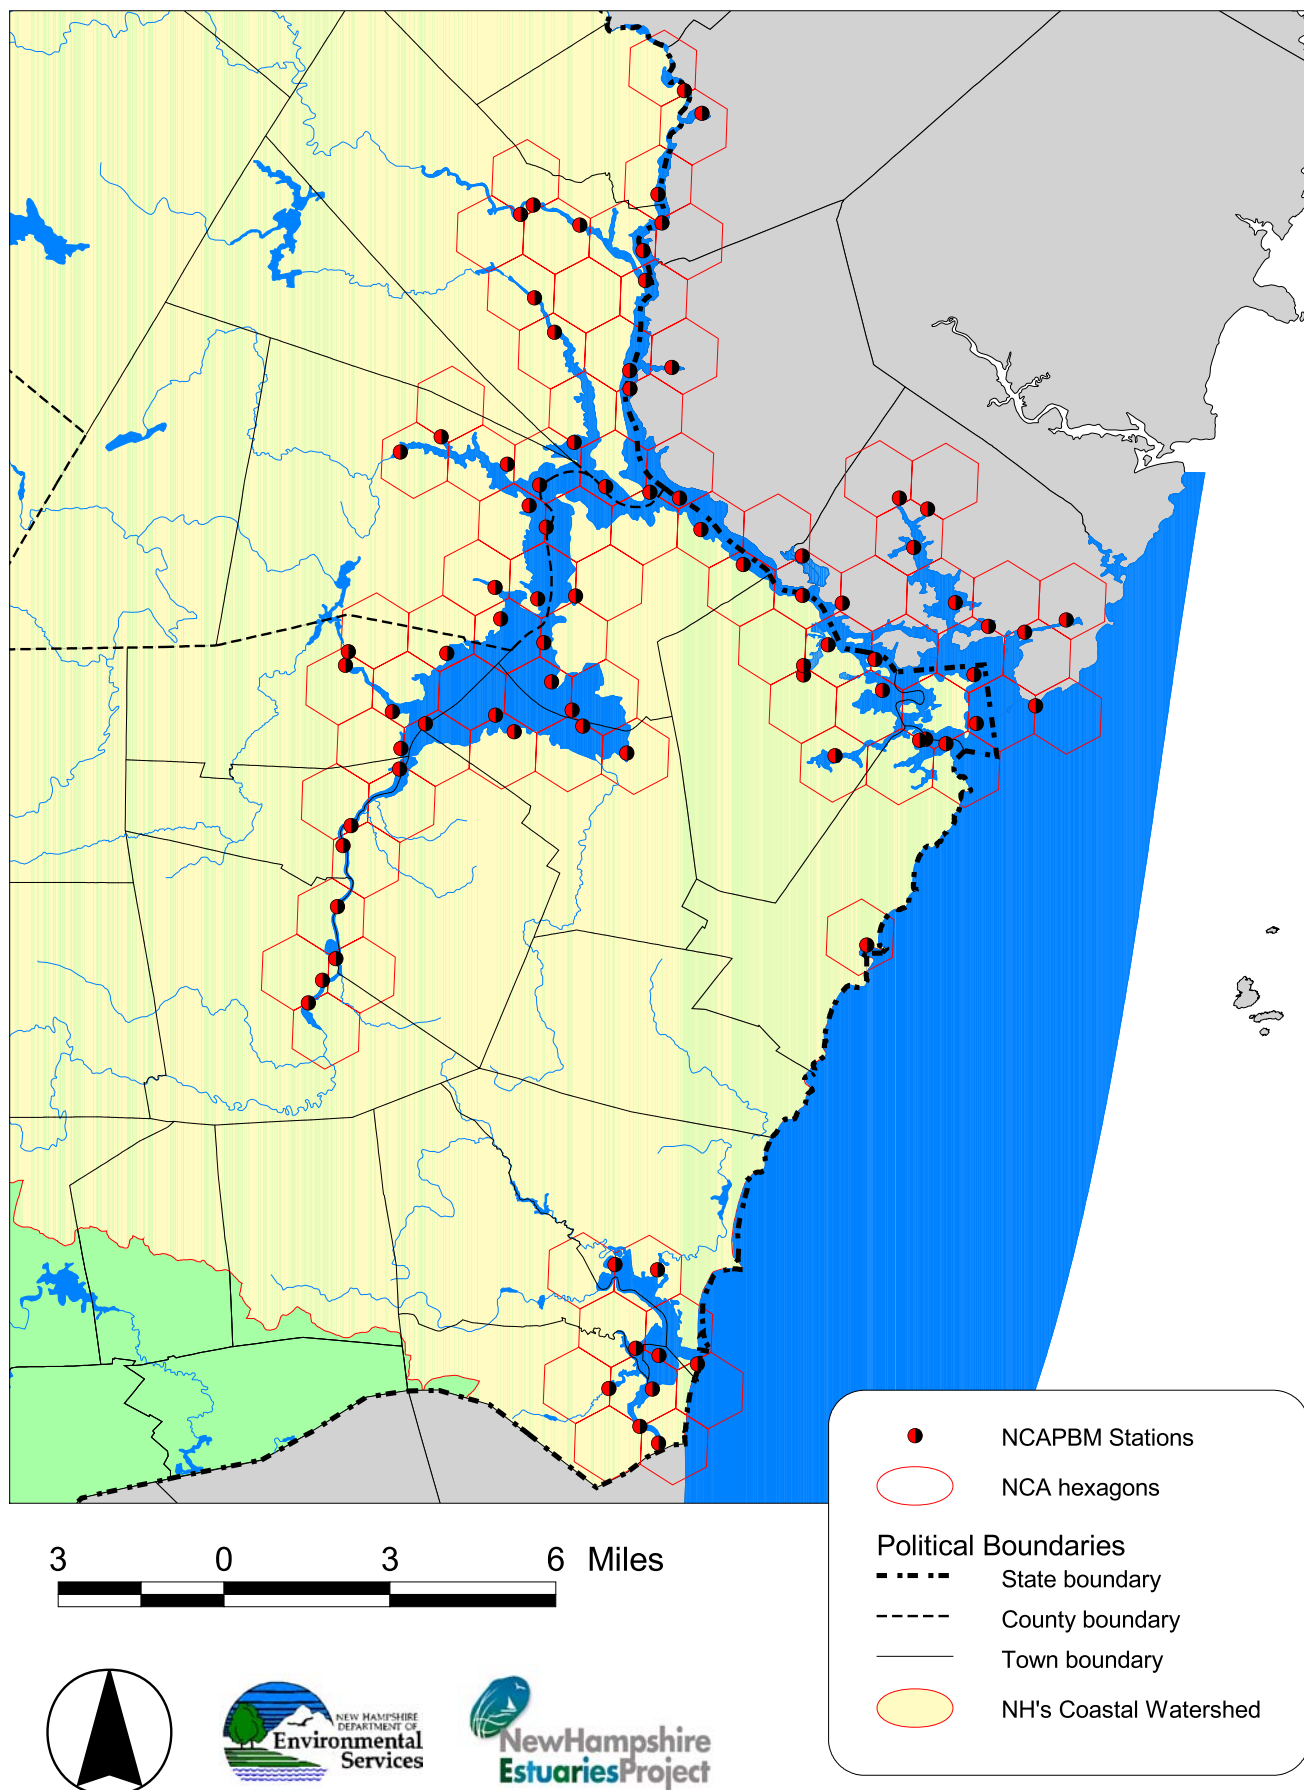 NCAPBM Stations
NCA hexagons
Political Boundaries
State boundary
County boundary
Town boundary
NH's Coastal Watershed
3 0 3 6 Miles
NEW HAMPSHIRE
DEPARTMENT OF
Environmental
Services
NewHampshire
EstuariesProject